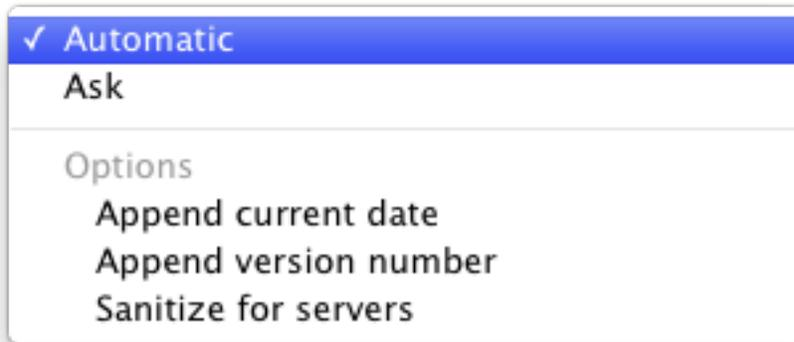 ✓ Automatic
Ask
Options
Append current date
Append version number
Sanitize for servers